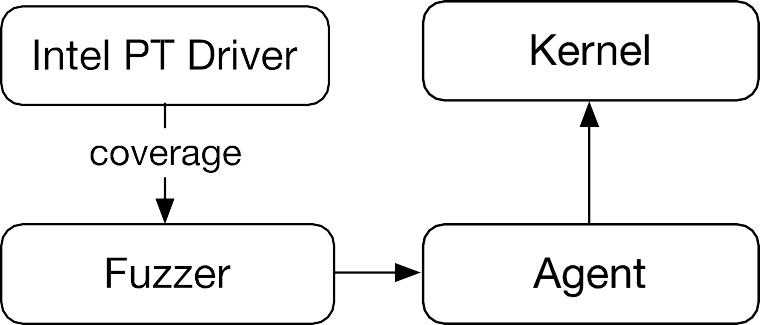 Intel PT Driver
Kernel
coverage
Fuzzer
Agent